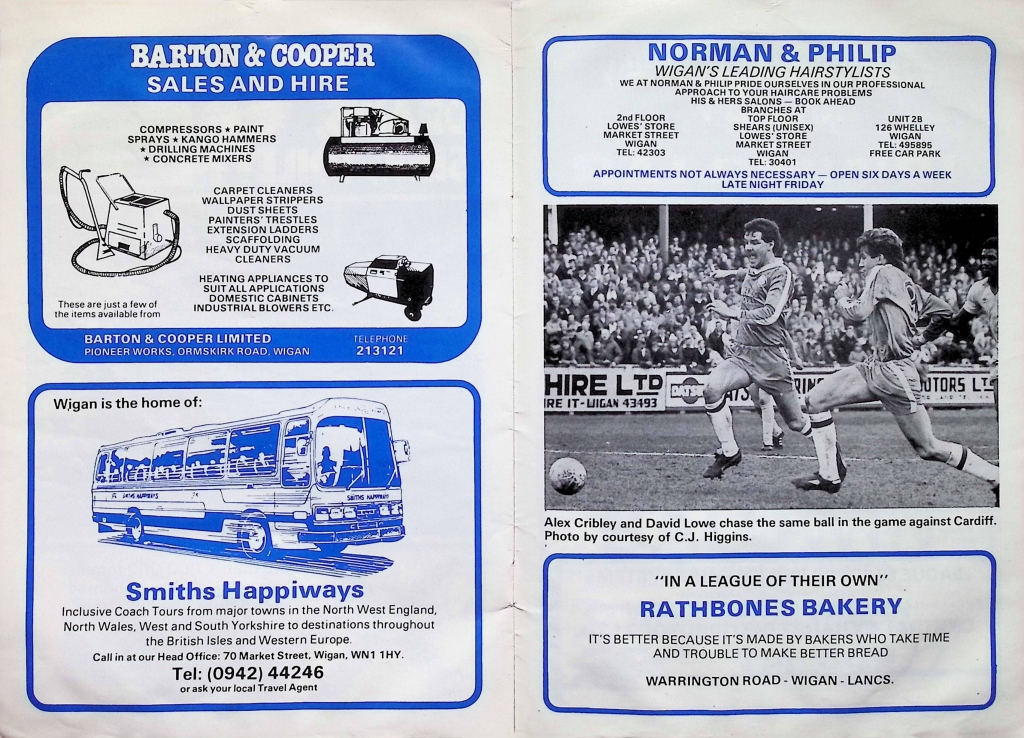 BARTON & COOPER
SALES AND HIRE
COMPRESSORS ★ PAINT
SPRAYS ★ KANGO HAMMERS
★ DRILLING MACHINES
★ CONCRETE MIXERS
CARPET CLEANERS
WALLPAPER STRIPPERS
DUST SHEETS
PAINTERS' TRESTLES
EXTENSION LADDERS
SCAFFOLDING
HEAVY DUTY VACUUM
CLEANERS
HEATING APPLIANCES TO
SUIT ALL APPLICATIONS
DOMESTIC CABINETS
INDUSTRIAL BLOWERS ETC.
These are just a few of
the items available from
BARTON & COOPER LIMITED
PIONEER WORKS, ORMSKIRK ROAD, WIGAN
TELEPHONE
213121
Wigan is the home of:
SMITHS HAPPIWAYS
SMITHS HAPPIWAYS
Smiths Happiways
Inclusive Coach Tours from major towns in the North West England,
North Wales, West and South Yorkshire to destinations throughout
the British Isles and Western Europe.
Call in at our Head Office: 70 Market Street, Wigan, WN1 1HY.
Tel: (0942) 44246
or ask your local Travel Agent
NORMAN & PHILIP
WIGAN'S LEADING HAIRSTYLISTS
WE AT NORMAN & PHILIP PRIDE OURSELVES IN OUR PROFESSIONAL
APPROACH TO YOUR HAIRCARE PROBLEMS
HIS & HERS SALONS — BOOK AHEAD
BRANCHES AT
2nd FLOOR
LOWES' STORE
MARKET STREET
WIGAN
TEL: 42303
TOP FLOOR
SHEARS (UNISEX)
LOWES' STORE
MARKET STREET
WIGAN
TEL: 30401
UNIT 2B
126 WHELLEY
WIGAN
TEL: 495895
FREE CAR PARK
APPOINTMENTS NOT ALWAYS NECESSARY — OPEN SIX DAYS A WEEK
LATE NIGHT FRIDAY
HIRE LTD
RE IT-WIGAN 43493
DATSUN
OTORS LT
Alex Cribley and David Lowe chase the same ball in the game against Cardiff.
Photo by courtesy of C.J. Higgins.
"IN A LEAGUE OF THEIR OWN"
RATHBONES BAKERY
IT'S BETTER BECAUSE IT'S MADE BY BAKERS WHO TAKE TIME
AND TROUBLE TO MAKE BETTER BREAD
WARRINGTON ROAD - WIGAN - LANCS.